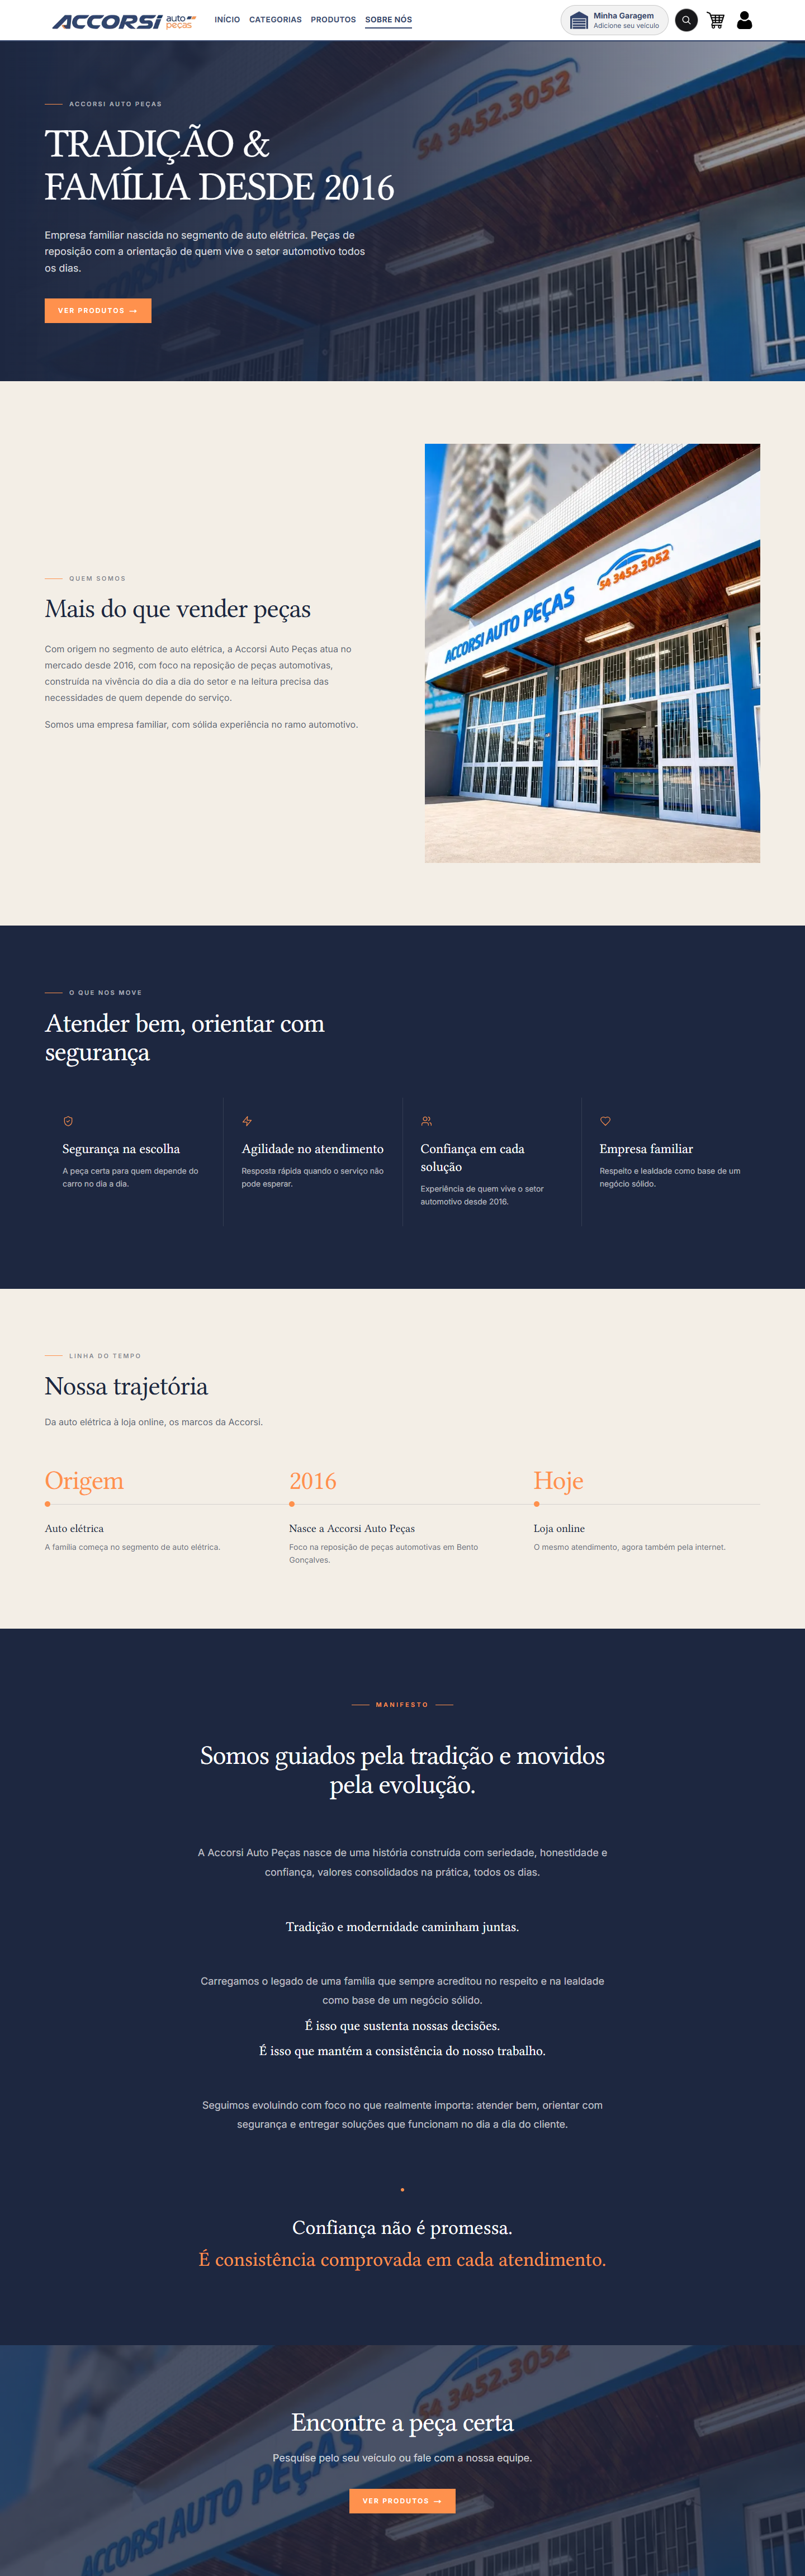 ACCORSI auto peças
INÍCIO CATEGORIAS PRODUTOS SOBRE NÓS
Minha Garagem
Adicione seu veículo
54 3452.3052
ACCORSI AUTO PEÇAS
TRADIÇÃO &
FAMÍLIA DESDE 2016
Empresa familiar nascida no segmento de auto elétrica. Peças de
reposição com a orientação de quem vive o setor automotivo todos
os dias.
VER PRODUTOS →
54 3452.3052
ACCORSI AUTO PEÇAS
QUEM SOMOS
Mais do que vender peças
Com origem no segmento de auto elétrica, a Accorsi Auto Peças atua no
mercado desde 2016, com foco na reposição de peças automotivas,
construída na vivência do dia a dia do setor e na leitura precisa das
necessidades de quem depende do serviço.
Somos uma empresa familiar, com sólida experiência no ramo automotivo.
O QUE NOS MOVE
Atender bem, orientar com
segurança
Segurança na escolha
A peça certa para quem depende do
carro no dia a dia.
Agilidade no atendimento
Resposta rápida quando o serviço não
pode esperar.
Confiança em cada
solução
Experiência de quem vive o setor
automotivo desde 2016.
Empresa familiar
Respeito e lealdade como base de um
negócio sólido.
LINHA DO TEMPO
Nossa trajetória
Da auto elétrica à loja online, os marcos da Accorsi.
Origem
Auto elétrica
A família começa no segmento de auto elétrica.
2016
Nasce a Accorsi Auto Peças
Foco na reposição de peças automotivas em Bento
Gonçalves.
Hoje
Loja online
O mesmo atendimento, agora também pela internet.
MANIFESTO
Somos guiados pela tradição e movidos
pela evolução.
A Accorsi Auto Peças nasce de uma história construída com seriedade, honestidade e
confiança, valores consolidados na prática, todos os dias.
Tradição e modernidade caminham juntas.
Carregamos o legado de uma família que sempre acreditou no respeito e na lealdade
como base de um negócio sólido.
É isso que sustenta nossas decisões.
É isso que mantém a consistência do nosso trabalho.
Seguimos evoluindo com foco no que realmente importa: atender bem, orientar com
segurança e entregar soluções que funcionam no dia a dia do cliente.
Confiança não é promessa.
É consistência comprovada em cada atendimento.
54 3452.3052
Encontre a peça certa
Pesquise pelo seu veículo ou fale com a nossa equipe.
VER PRODUTOS →
ACCORSI AUTO PEÇAS